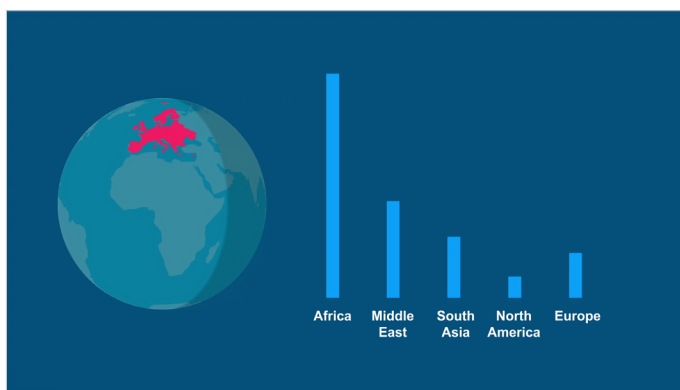 Africa
Middle
East
South
Asia
North
America
Europe